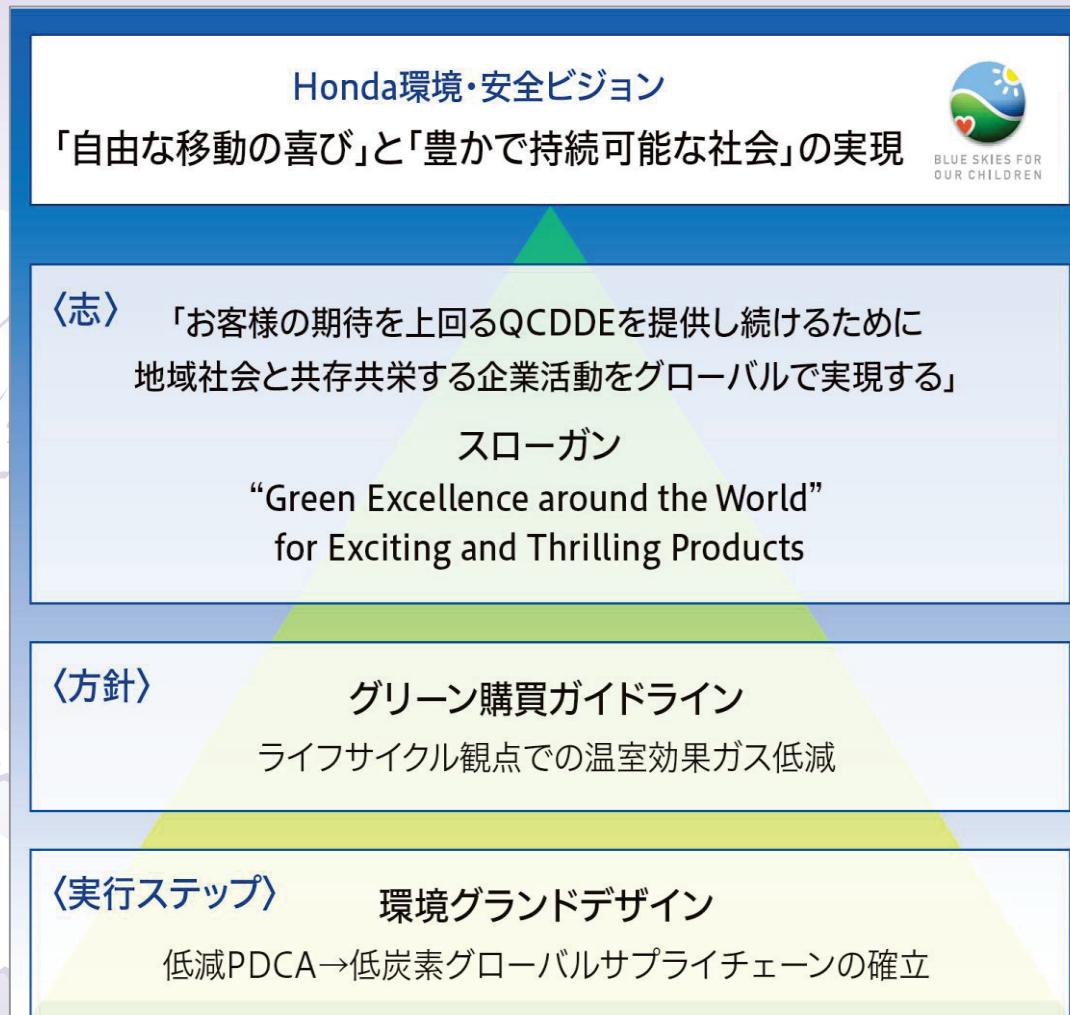 Honda環境・安全ビジョン
「自由な移動の喜び」と「豊かで持続可能な社会」の実現
BLUE SKIES FOR
OUR CHILDREN
〈志〉
「お客様の期待を上回るQCDDEを提供し続けるために
地域社会と共存共栄する企業活動をグローバルで実現する」
スローガン
“Green Excellence around the World”
for Exciting and Thrilling Products
〈方針〉
グリーン購買ガイドライン
ライフサイクル観点での温室効果ガス低減
〈実行ステップ〉
環境グランドデザイン
低減PDCA→低炭素グローバルサプライチェーンの確立